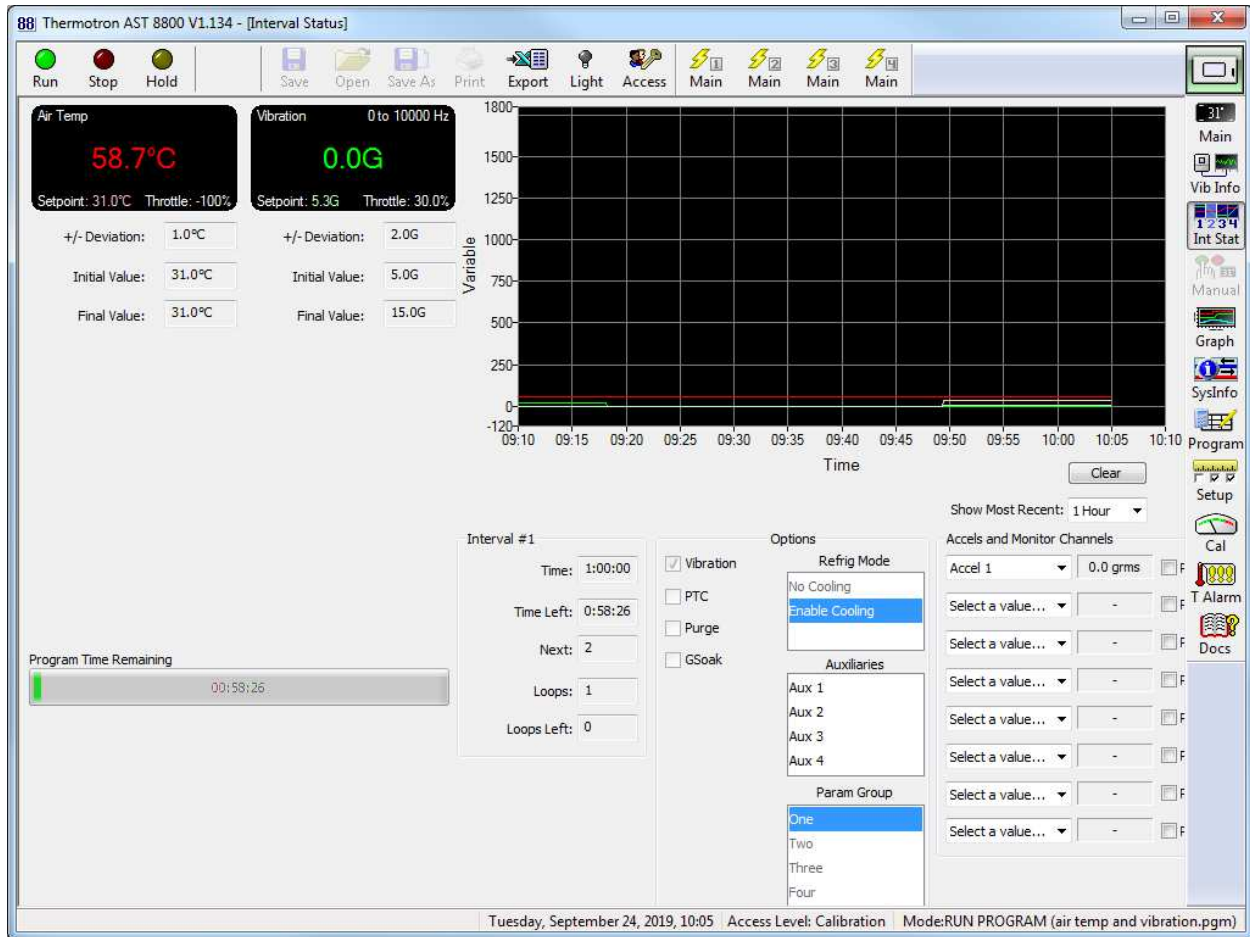 88 Thermotron AST 8800 V1.134 - [Interval Status]
Run Stop Hold Save Open Save As Print Export Light Access 1 Main 2 Main 3 Main 4 Main
Air Temp
58.7°C
Setpoint: 31.0°C Throttle: -100%
+/- Deviation: 1.0°C
Initial Value: 31.0°C
Final Value: 31.0°C
Vibration 0 to 10000 Hz
0.0G
Setpoint: 5.3G Throttle: 30.0%
+/- Deviation: 2.0G
Initial Value: 5.0G
Final Value: 15.0G
Variable
1800
1500
1250
1000
750
500
250
0
-120
09:10 09:15 09:20 09:25 09:30 09:35 09:40 09:45 09:50 09:55 10:00 10:05 10:10
Time
Clear
Show Most Recent: 1 Hour
Program Time Remaining
00:58:26
Interval #1
Time: 1:00:00
Time Left: 0:58:26
Next: 2
Loops: 1
Loops Left: 0
Options
Vibration
PTC
Purge
GSoak
Refrig Mode
No Cooling
Enable Cooling
Auxiliaries
Aux 1
Aux 2
Aux 3
Aux 4
Param Group
One
Two
Three
Four
Accels and Monitor Channels
Accel 1 0.0 grms
Select a value... -
Select a value... -
Select a value... -
Select a value... -
Select a value... -
Select a value... -
Select a value... -
31°
Main
Vib Info
1 2 3 4
Int Stat
Manual
Graph
SysInfo
Program
Setup
Cal
T Alarm
Docs
Tuesday, September 24, 2019, 10:05 Access Level: Calibration Mode:RUN PROGRAM (air temp and vibration.pgm)